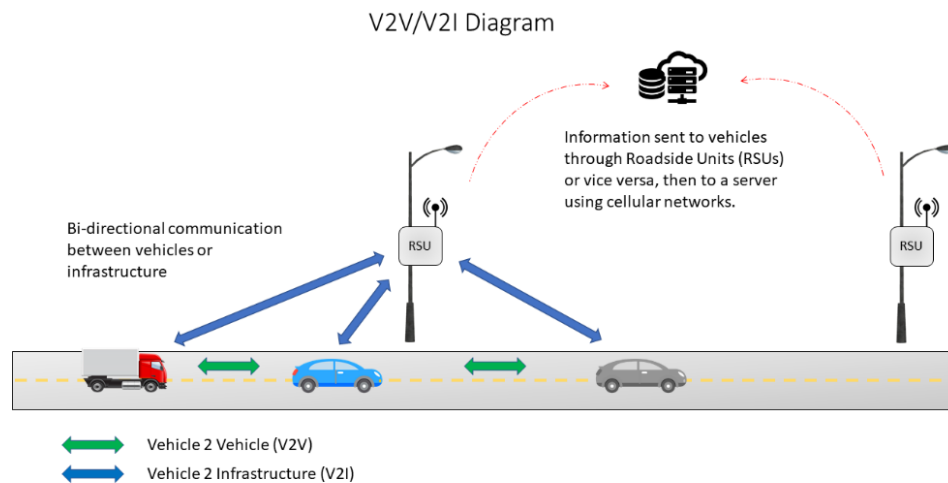 V2V/V2I Diagram
Information sent to vehicles
through Roadside Units (RSUs)
or vice versa, then to a server
using cellular networks.
Bi-directional communication
between vehicles or
infrastructure
RSU
RSU
Vehicle 2 Vehicle (V2V)
Vehicle 2 Infrastructure (V2I)